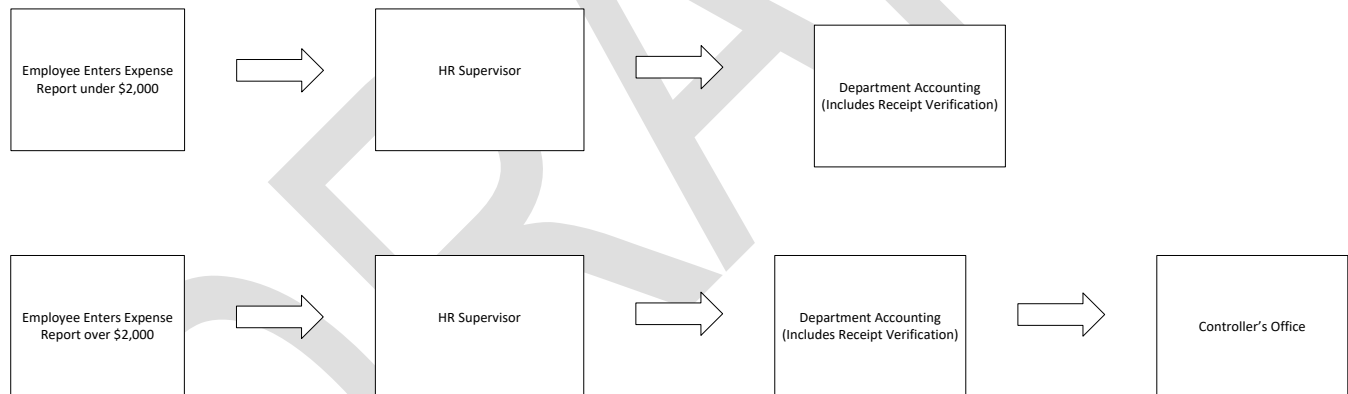 Employee Enters Expense
Report under $2,000
HR Supervisor
Department Accounting
(Includes Receipt Verification)
Employee Enters Expense
Report over $2,000
HR Supervisor
Department Accounting
(Includes Receipt Verification)
Controller’s Office